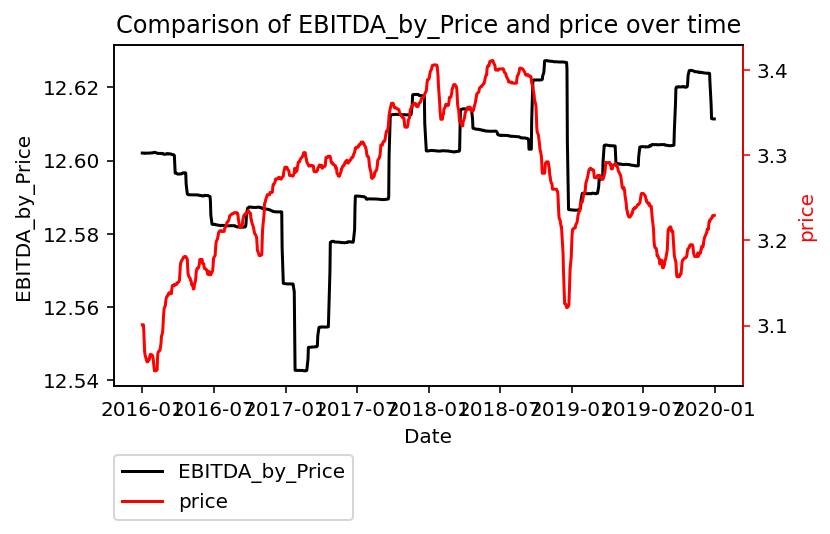 Comparison of EBITDA_by_Price and price over time
EBITDA_by_Price
12.62
12.60
12.58
12.56
12.54
3.4
3.3
3.2
3.1
price
2016-01 2016-07 2017-01 2017-07 2018-01 2018-07 2019-01 2019-07 2020-01
Date
EBITDA_by_Price
price